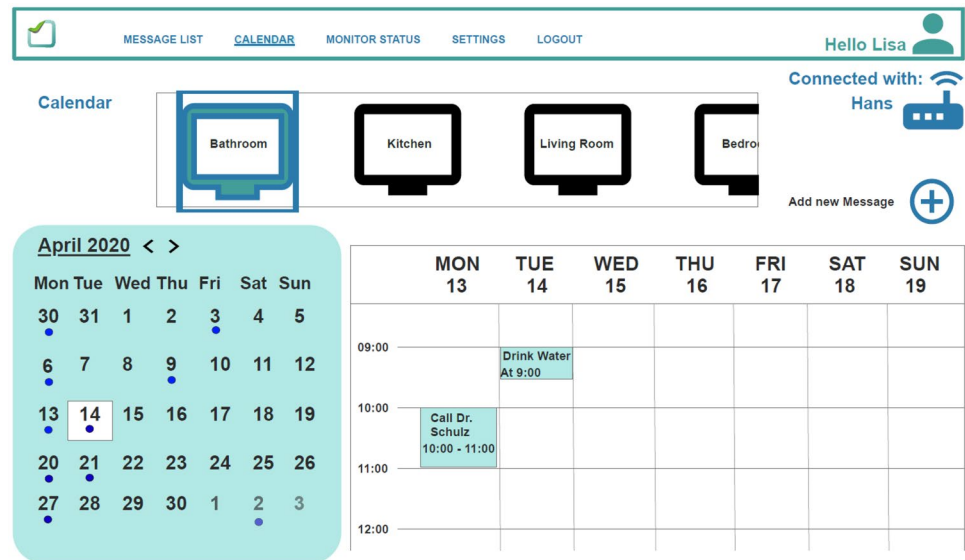 MESSAGE LIST CALENDAR MONITOR STATUS SETTINGS LOGOUT Hello Lisa
Connected with:
Hans
Calendar
Bathroom Kitchen Living Room Bedroo
Add new Message
April 2020 < >
Mon Tue Wed Thu Fri Sat Sun
30 31 1 2 3 4 5
6 7 8 9 10 11 12
13 14 15 16 17 18 19
20 21 22 23 24 25 26
27 28 29 30 1 2 3
MON TUE WED THU FRI SAT SUN
13 14 15 16 17 18 19
09:00
Drink Water
At 9:00
10:00
Call Dr.
Schulz
10:00 - 11:00
11:00
12:00